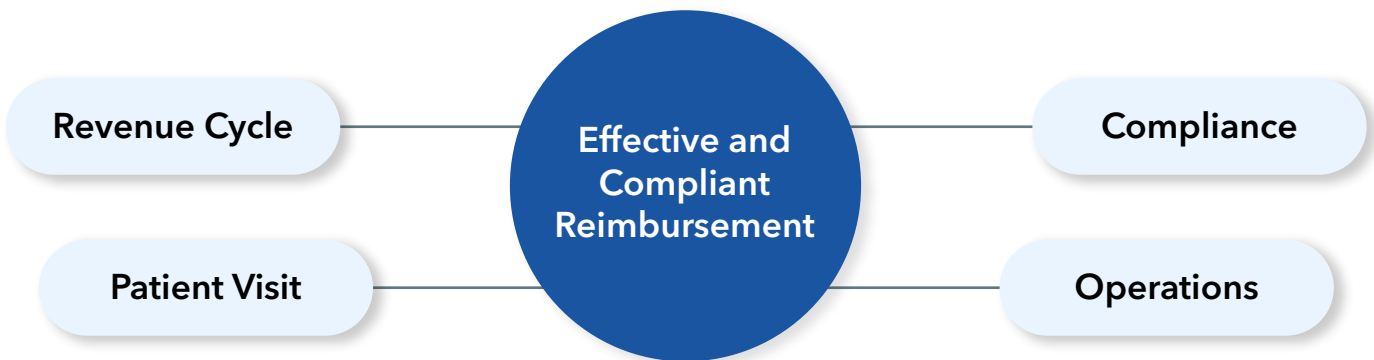 Revenue Cycle
Effective and
Compliant
Reimbursement
Compliance
Patient Visit
Operations